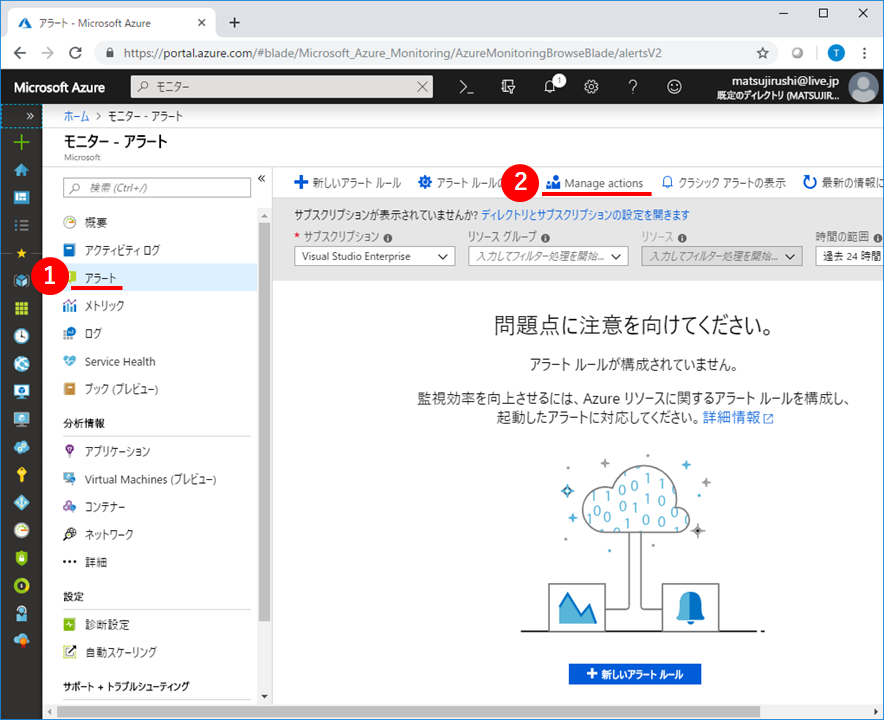 アラート - Microsoft Azure
https://portal.azure.com/#blade/Microsoft_Azure_Monitoring/AzureMonitoringBrowseBlade/alertsV2
T
Microsoft Azure
モニター
1
matsujirushi@live.jp
既定のディレクトリ (MATSUJIR...
ホーム > モニター - アラート
モニター - アラート
Microsoft
検索 (Ctrl+/)
概要
アクティビティ ログ
1
アラート
メトリック
ログ
Service Health
ブック (プレビュー)
分析情報
アプリケーション
Virtual Machines (プレビュー)
コンテナー
ネットワーク
詳細
設定
診断設定
自動スケーリング
サポート + トラブルシューティング
新しいアラート ルール
アラート ルールの
2
Manage actions
クラシック アラートの表示
最新の情報に
サブスクリプションが表示されていませんか? ディレクトリとサブスクリプションの設定を開きます
* サブスクリプション
リソース グループ
リソース
時間の範囲
Visual Studio Enterprise
入力してフィルター処理を開始...
入力してフィルター処理を開始...
過去 24 時間
問題点に注意を向けてください。
アラート ルールが構成されていません。
監視効率を向上させるには、Azure リソースに関するアラート ルールを構成し、
起動したアラートに対応してください。詳細情報
新しいアラート ルール